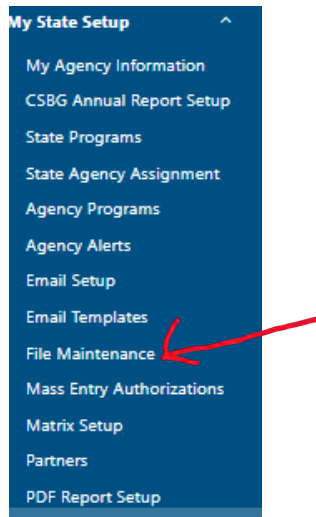 My State Setup
My Agency Information
CSBG Annual Report Setup
State Programs
State Agency Assignment
Agency Programs
Agency Alerts
Email Setup
Email Templates
File Maintenance
Mass Entry Authorizations
Matrix Setup
Partners
PDF Report Setup